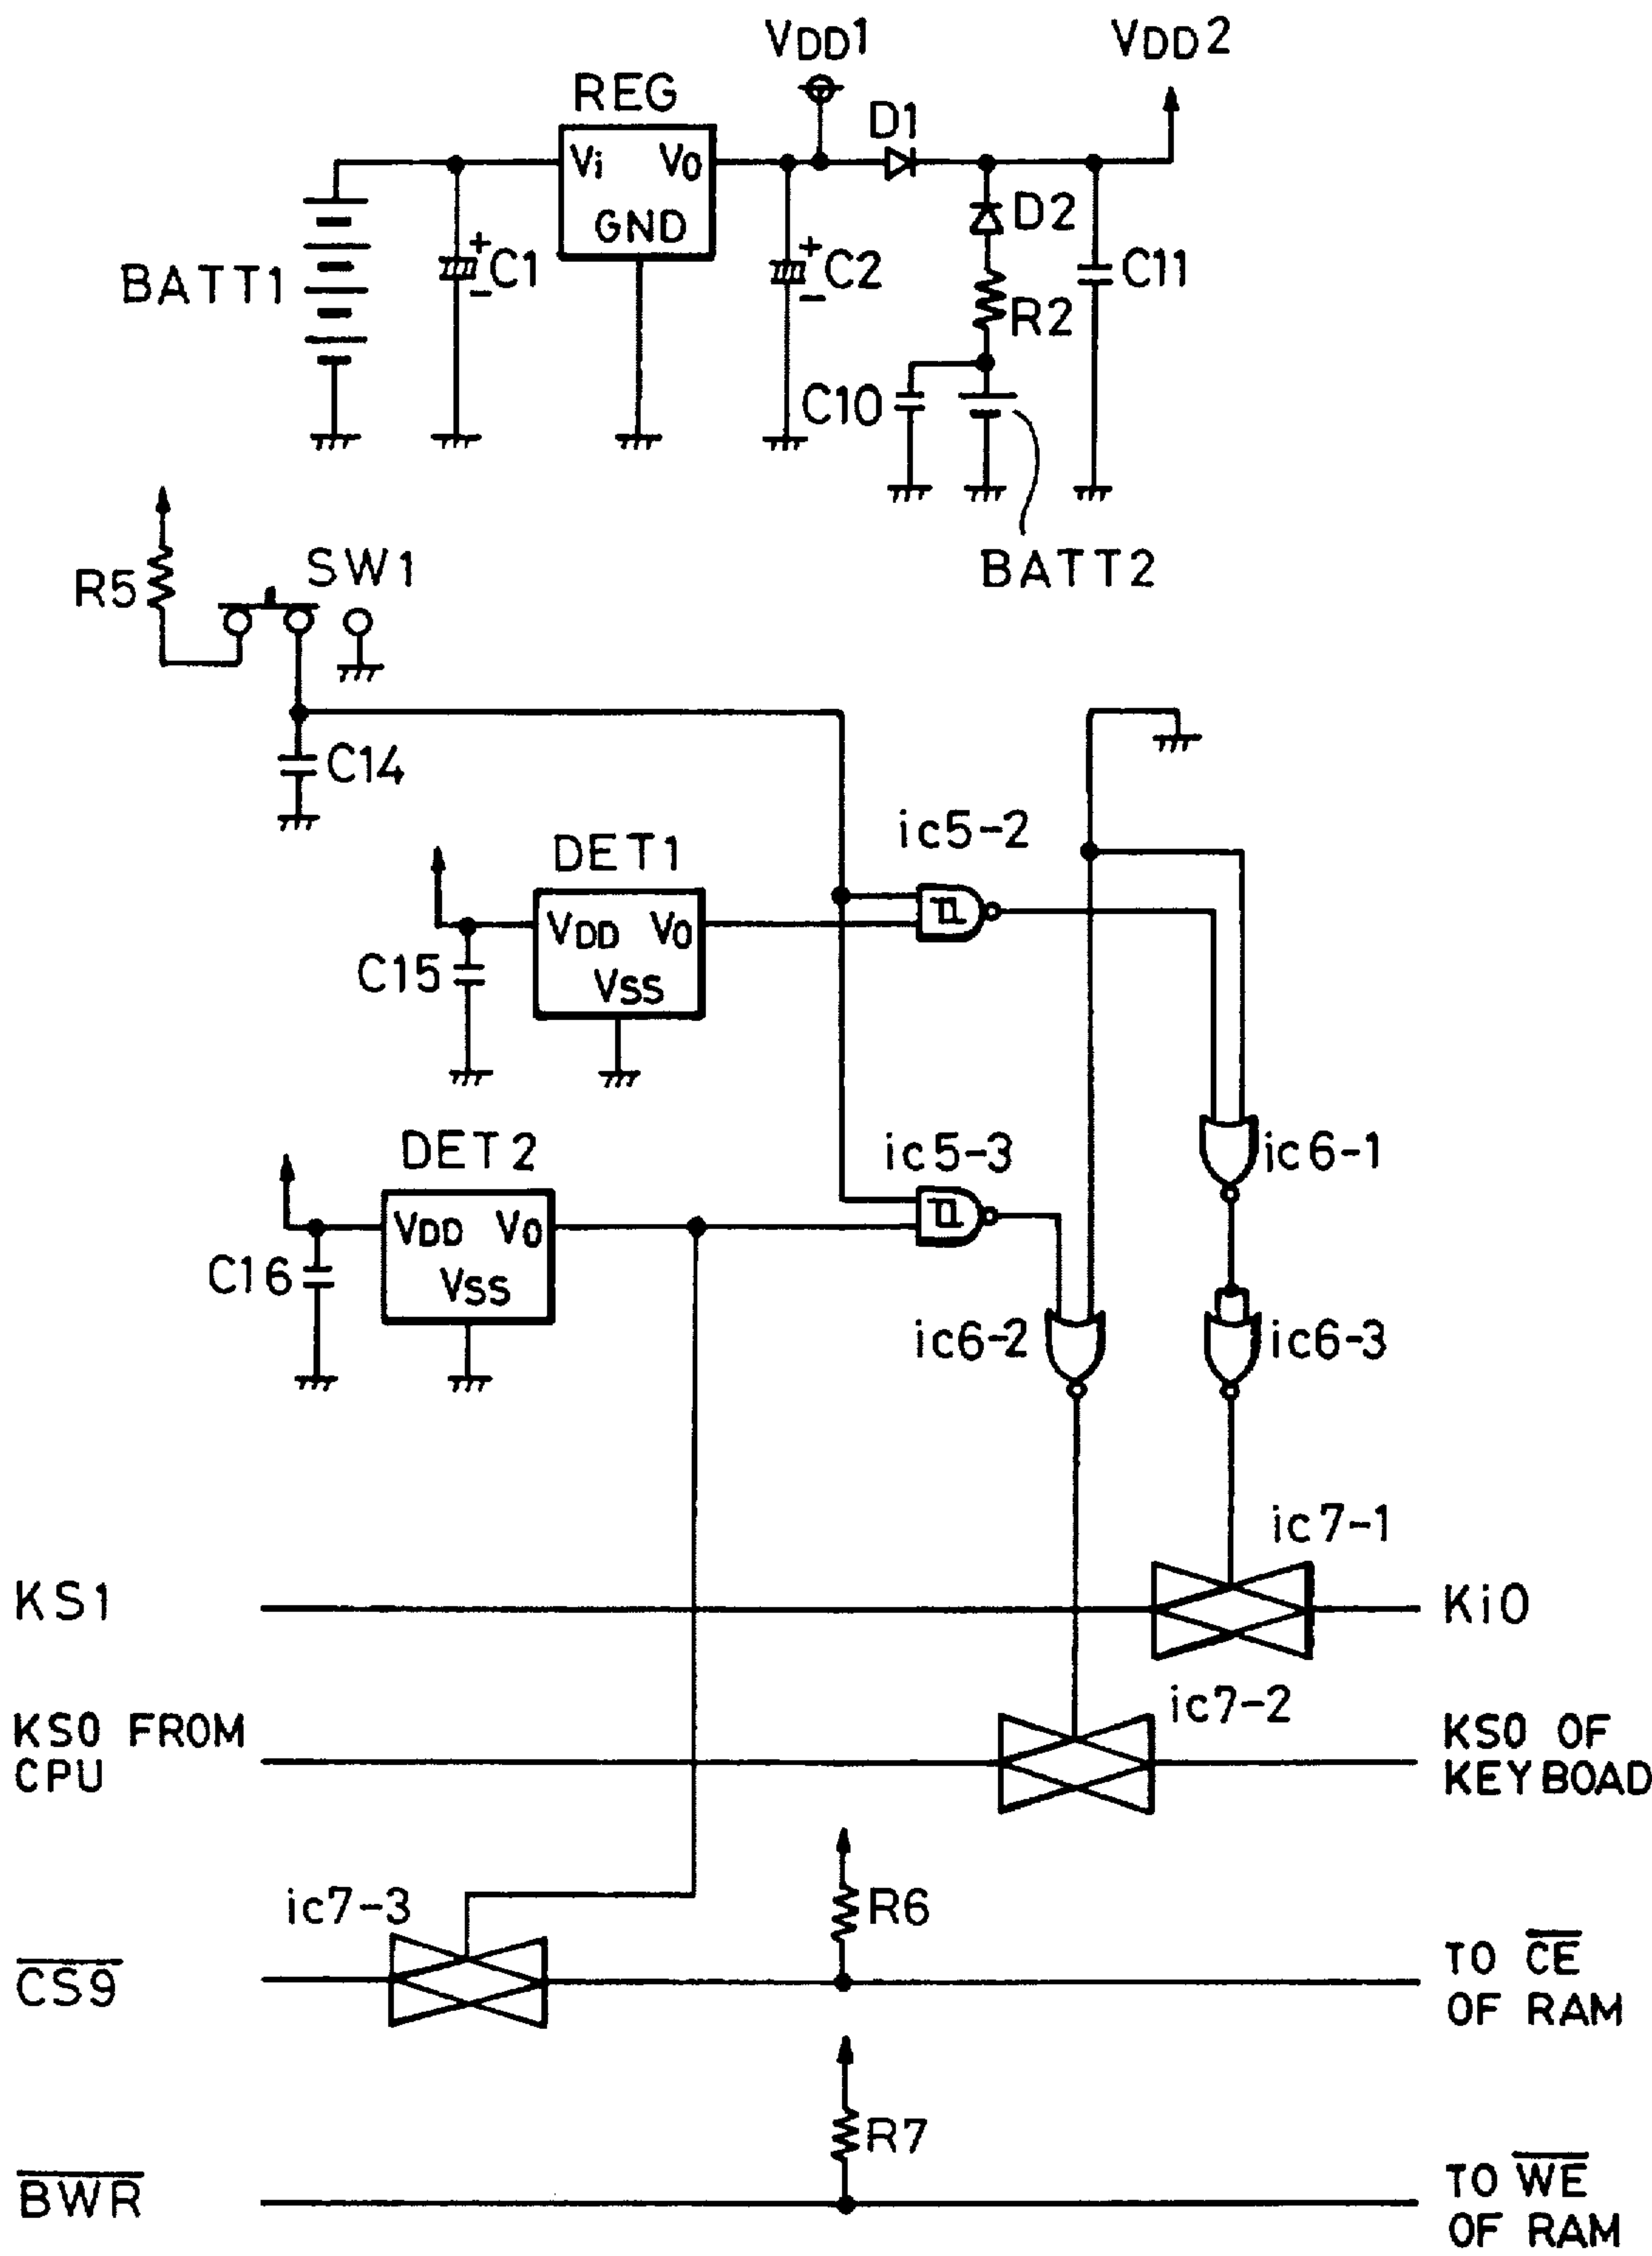 VDD1
VDD2
REG
D1
Vi
VO
GND
D2
BATT1
C1
C2
C11
R2
C10
BATT2
R5
SW1
C14
ic5-2
DET1
VDD
VO
VSS
C15
DET2
ic5-3
ic6-1
VDD
VO
VSS
C16
ic6-2
ic6-3
ic7-1
KS1
Ki0
ic7-2
KS0 FROM
CPU
KS0 OF
KEYBOAD
ic7-3
R6
CS9
TO CE
OF RAM
R7
BWR
TO WE
OF RAM